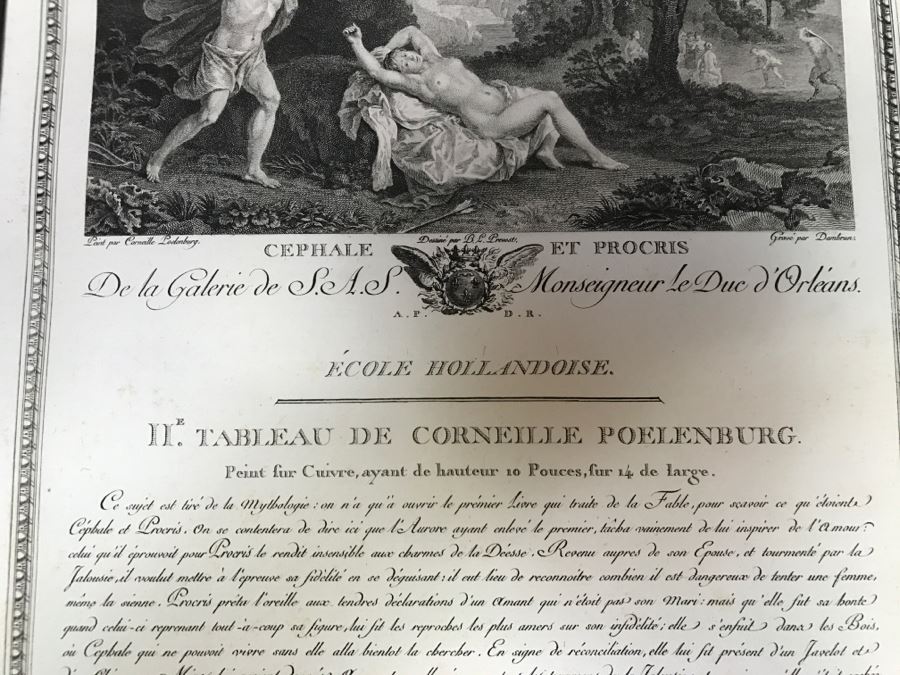 Peint par Corneille Poelenburg.
Dessiné par B. L. Prevost.
Gravé par Dambrun.
CEPHALE ET PROCRIS
De la Galerie de S.A.S. Monseigneur le Duc d'Orléans.
A. P. D. R.
ÉCOLE HOLLANDOISE.
IIE. TABLEAU DE CORNEILLE POELENBURG.
Peint sur Cuivre, ayant de hauteur 10 Pouces, sur 14 de large.
Ce sujet est tiré de la Mythologie: on n'a qu'à ouvrir le prémier Livre qui traite de la Fable, pour sçavoir ce qu'étoient
Céphale et Procris. On se contentera de dire ici que l'Aurore ayant enlevé le premier, tâcha vainement de lui inspirer de l'Amour:
celui qu'il éprouvoit pour Procris le rendit insensible aux charmes de la Déesse. Revenu aupres de son Epouse, et tourmenté par la
Jalousie, il voulut mettre à l'épreuve sa fidélité en se déguisant: il eut lieu de reconnoitre combien il est dangereux de tenter une femme,
même la sienne. Procris prêta l'oreille aux tendres déclarations d'un Amant qui n'étoit pas son Mari: mais qu'elle fut sa honte
quand celui-ci reprenant tout-à-coup sa figure, lui fit les reproches les plus amers sur son infidélité; elle s'enfuit dans les Bois,
où Cephale qui ne pouvoit vivre sans elle alla bientot la chercher. En signe de réconciliation, elle lui fit présent d'un Javelot et